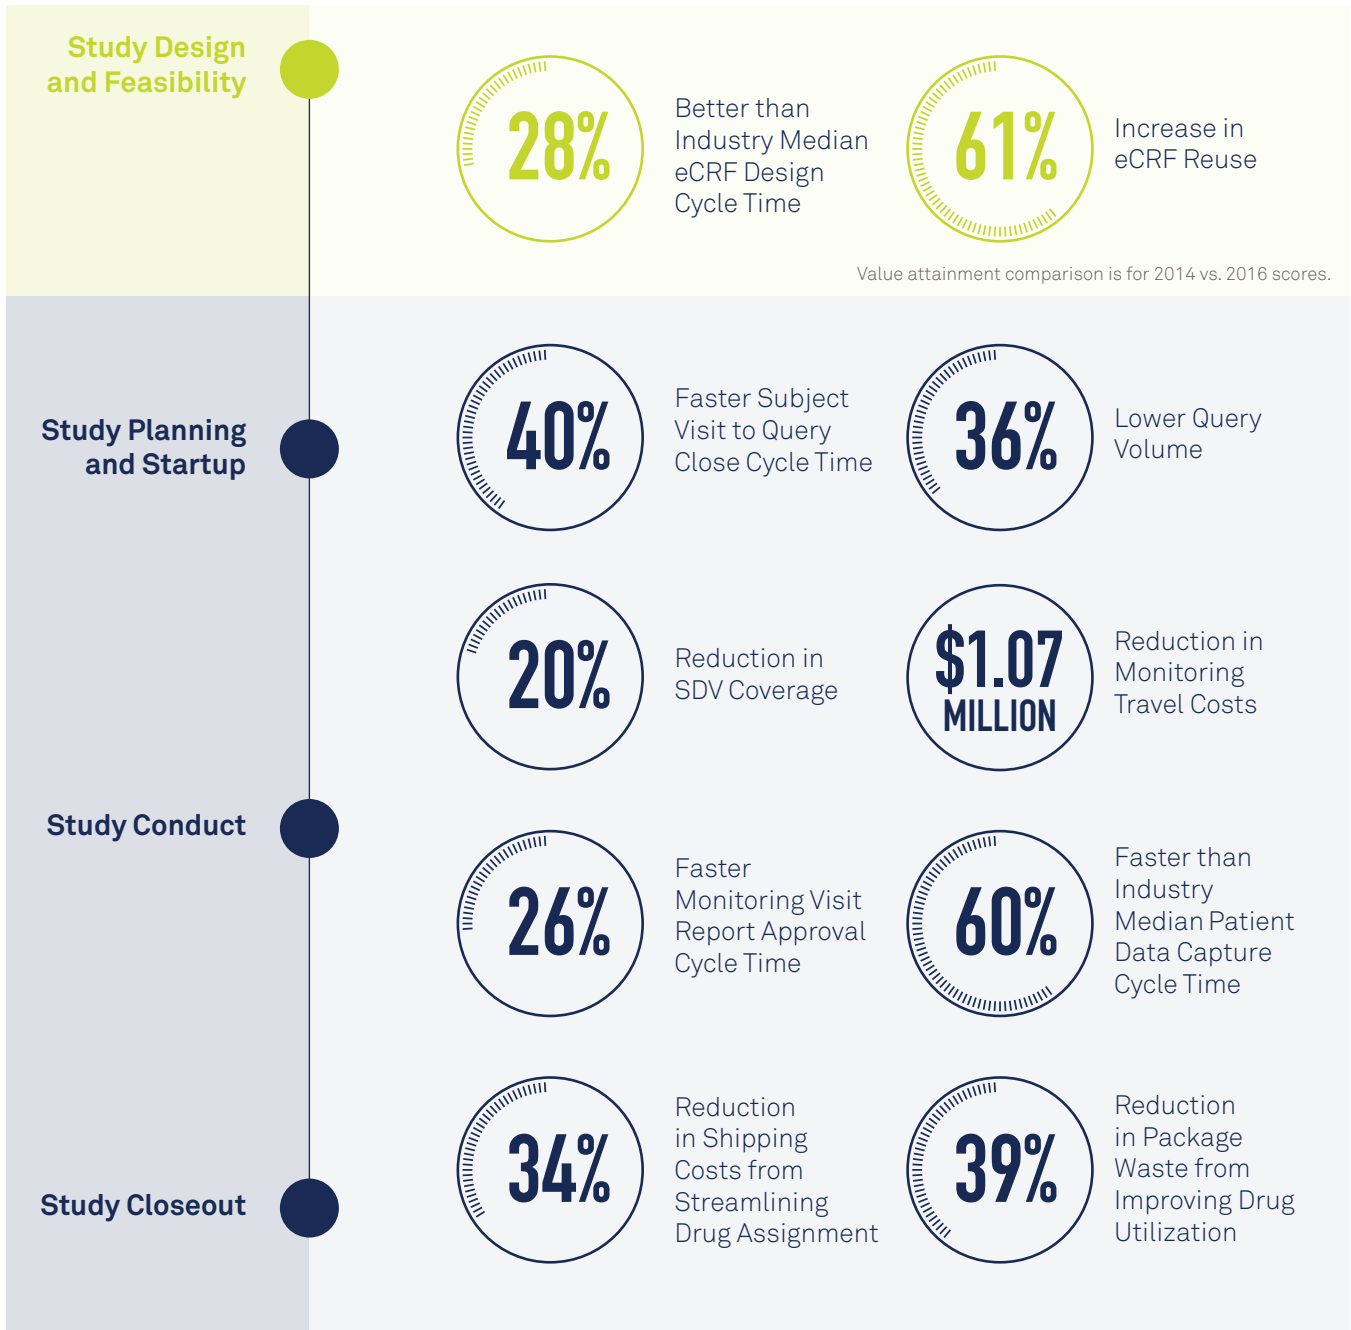 Study Design
and Feasibility
28%
Better than
Industry Median
eCRF Design
Cycle Time
61%
Increase in
eCRF Reuse
Value attainment comparison is for 2014 vs. 2016 scores.
Study Planning
and Startup
40%
Faster Subject
Visit to Query
Close Cycle Time
36%
Lower Query
Volume
20%
Reduction in
SDV Coverage
$1.07
MILLION
Reduction in
Monitoring
Travel Costs
Study Conduct
26%
Faster
Monitoring Visit
Report Approval
Cycle Time
60%
Faster than
Industry
Median Patient
Data Capture
Cycle Time
Study Closeout
34%
Reduction
in Shipping
Costs from
Streamlining
Drug Assignment
39%
Reduction
in Package
Waste from
Improving Drug
Utilization